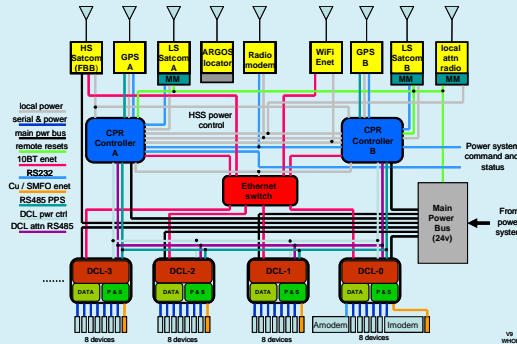 HS
Satcom
(FBB)
GPS
A
LS
Satcom
A
MM
ARGOS
locator
Radio
modem
WiFi
Enet
GPS
B
LS
Satcom
B
MM
local
attn
radio
local power
serial & power
main pwr bus
remote resets
10BT enet
RS232
Cu / SMFO enet
RS485 PPS
DCL pwr ctrl
DCL attn RS485
HSS power
control
CPR
Controller
A
CPR
Controller
B
Power system
command and
status
Ethernet
switch
Main
Power
Bus
(24v)
From
power
system
DCL-3
DATA
P & S
8 devices
DCL-2
DATA
P & S
8 devices
DCL-1
DATA
P & S
8 devices
DCL-0
DATA
P & S
Amodem
Imodem
8 devices
........
V9
WHOI